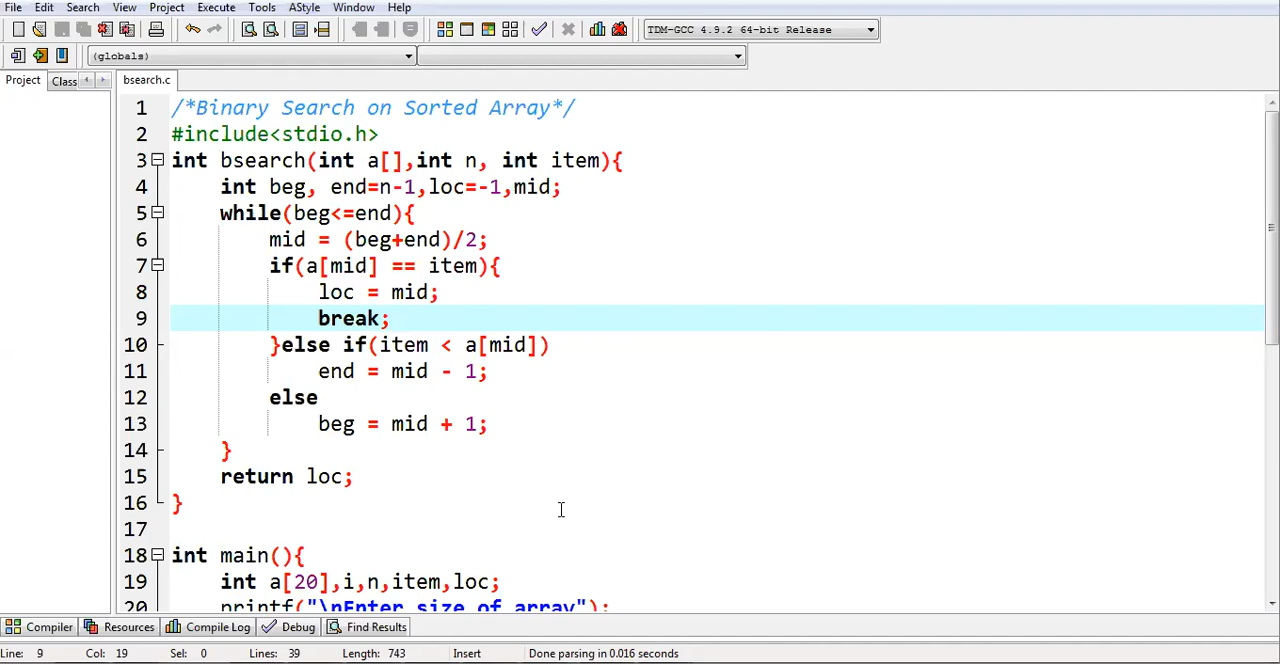 File Edit Search View Project Execute Tools AStyle Window Help
TDM-GCC 4.9.2 64-bit Release
(globals)
Project Class bsearch.c
1 /*Binary Search on Sorted Array*/
2 #include<stdio.h>
3 int bsearch(int a[],int n, int item){
4 int beg, end=n-1,loc=-1,mid;
5 while(beg<=end){
6 mid = (beg+end)/2;
7 if(a[mid] == item){
8 loc = mid;
9 break;
10 }else if(item < a[mid])
11 end = mid - 1;
12 else
13 beg = mid + 1;
14 }
15 return loc;
16 }
17
18 int main(){
19 int a[20],i,n,item,loc;
20 printf("\nEnter size of array");
Compiler Resources Compile Log Debug Find Results
Line: 9 Col: 19 Sel: 0 Lines: 39 Length: 743 Insert Done parsing in 0.016 seconds